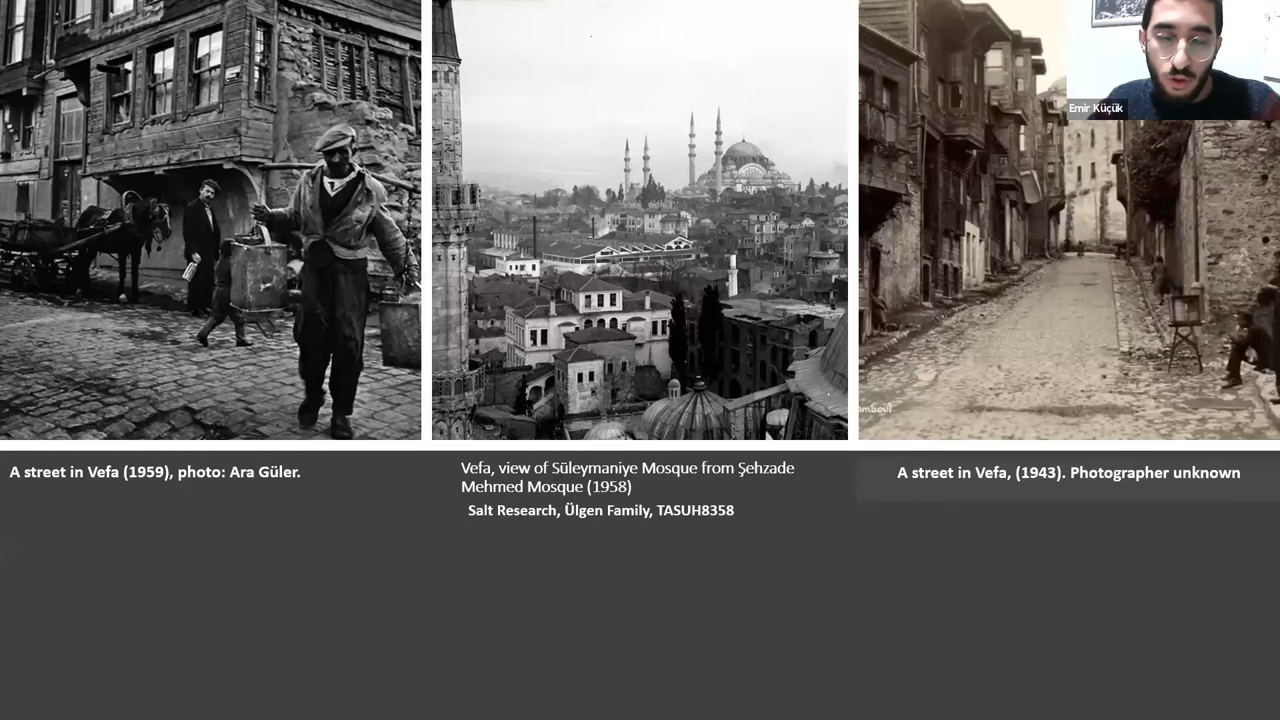 Emir Küçük
A street in Vefa (1959), photo: Ara Güler.
Vefa, view of Süleymaniye Mosque from Şehzade
Mehmed Mosque (1958)
Salt Research, Ülgen Family, TASUH8358
A street in Vefa, (1943). Photographer unknown